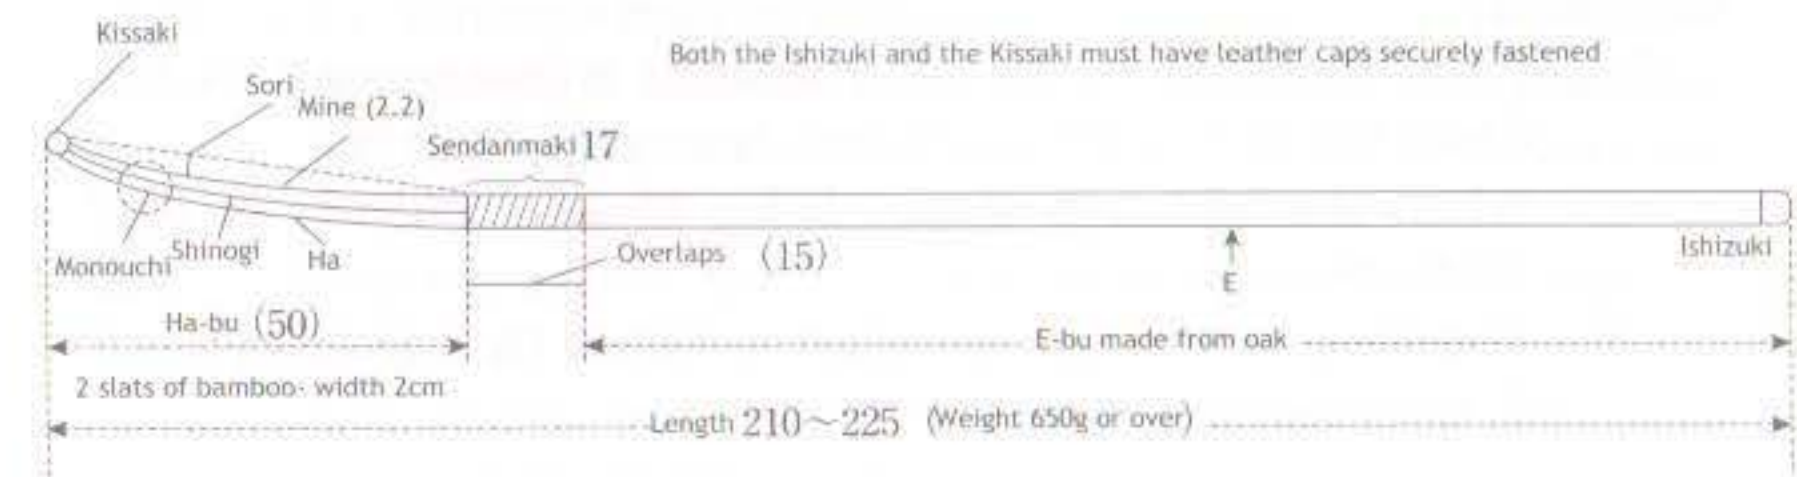 Kissaki
Both the Ishizuki and the Kissaki must have leather caps securely fastened
Sori
Mine (2.2)
Sendanmaki 17
Monouchi
Shinogi
Ha
Overlaps (15)
E
Ishizuki
Ha-bu (50)
E-bu made from oak
2 slats of bamboo- width 2cm
Length 210～225 (Weight 650g or over)